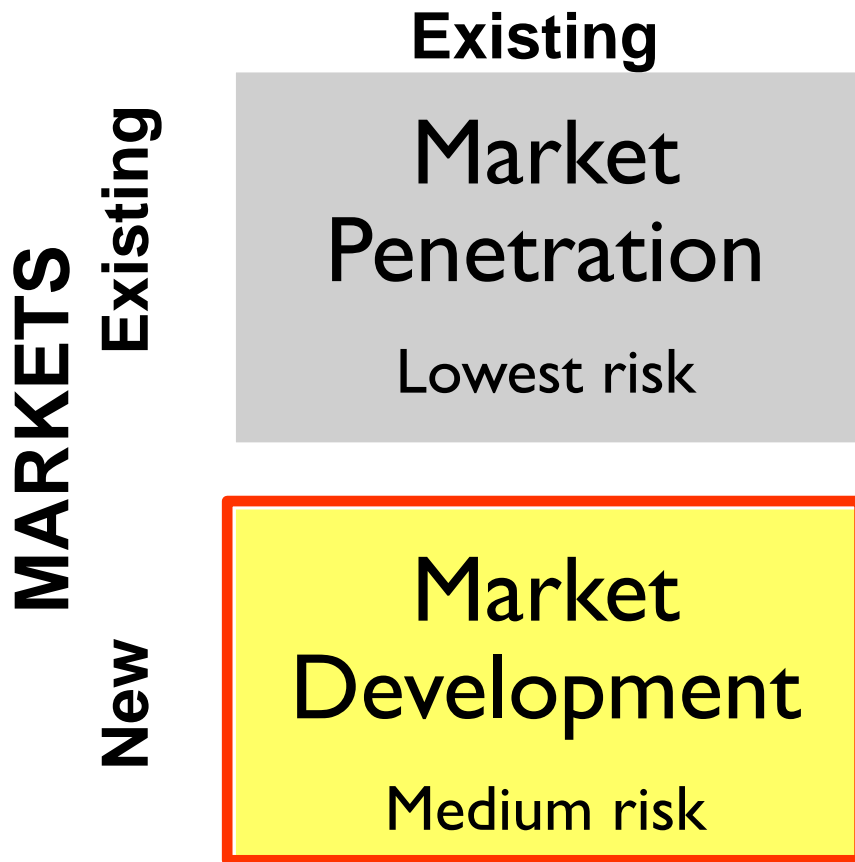 Existing
MARKETS
Existing
Market
Penetration
Lowest risk
New
Market
Development
Medium risk